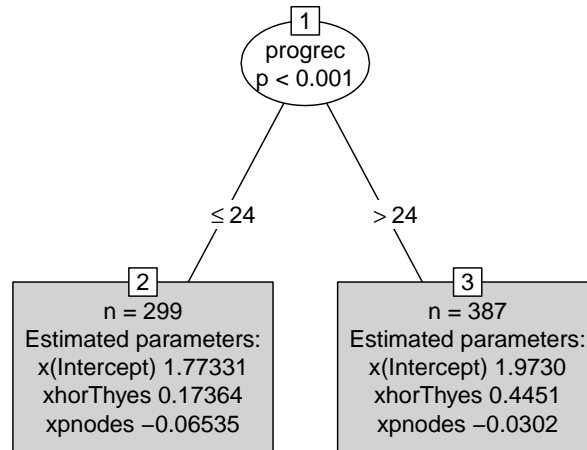 1
progrec
p < 0.001
≤ 24
> 24
2
n = 299
Estimated parameters:
x(Intercept) 1.77331
xhorThyes 0.17364
xpnodes −0.06535
3
n = 387
Estimated parameters:
x(Intercept) 1.9730
xhorThyes 0.4451
xpnodes −0.0302